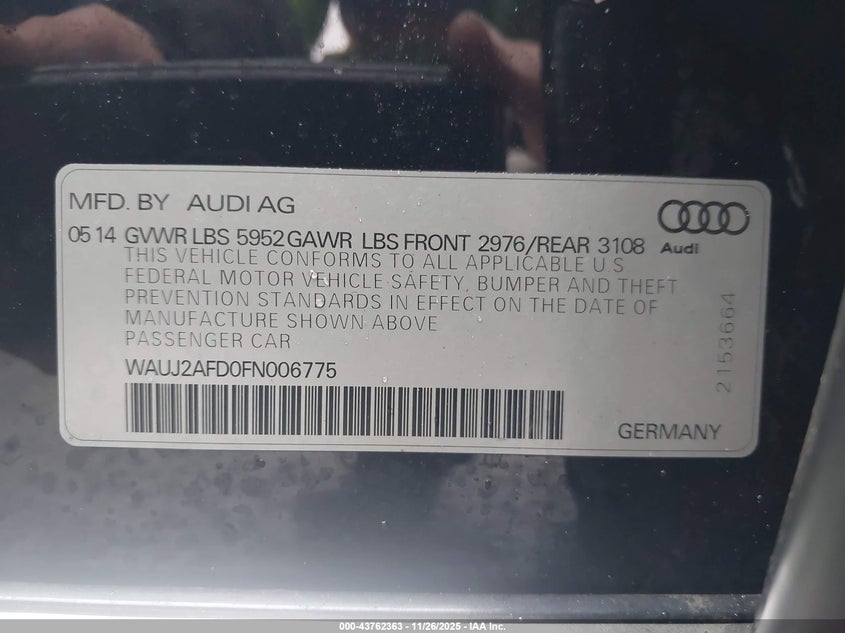 MFD. BY AUDI AG
05 14 GVWR LBS 5952 GAWR LBS FRONT 2976/REAR 3108
Audi
THIS VEHICLE CONFORMS TO ALL APPLICABLE U S
FEDERAL MOTOR VEHICLE SAFETY, BUMPER AND THEFT
PREVENTION STANDARDS IN EFFECT ON THE DATE OF
MANUFACTURE SHOWN ABOVE
PASSENGER CAR
WAUJ2AFD0FN006775
2153664
GERMANY
000-43762363 - 11/26/2025 - IAA Inc.